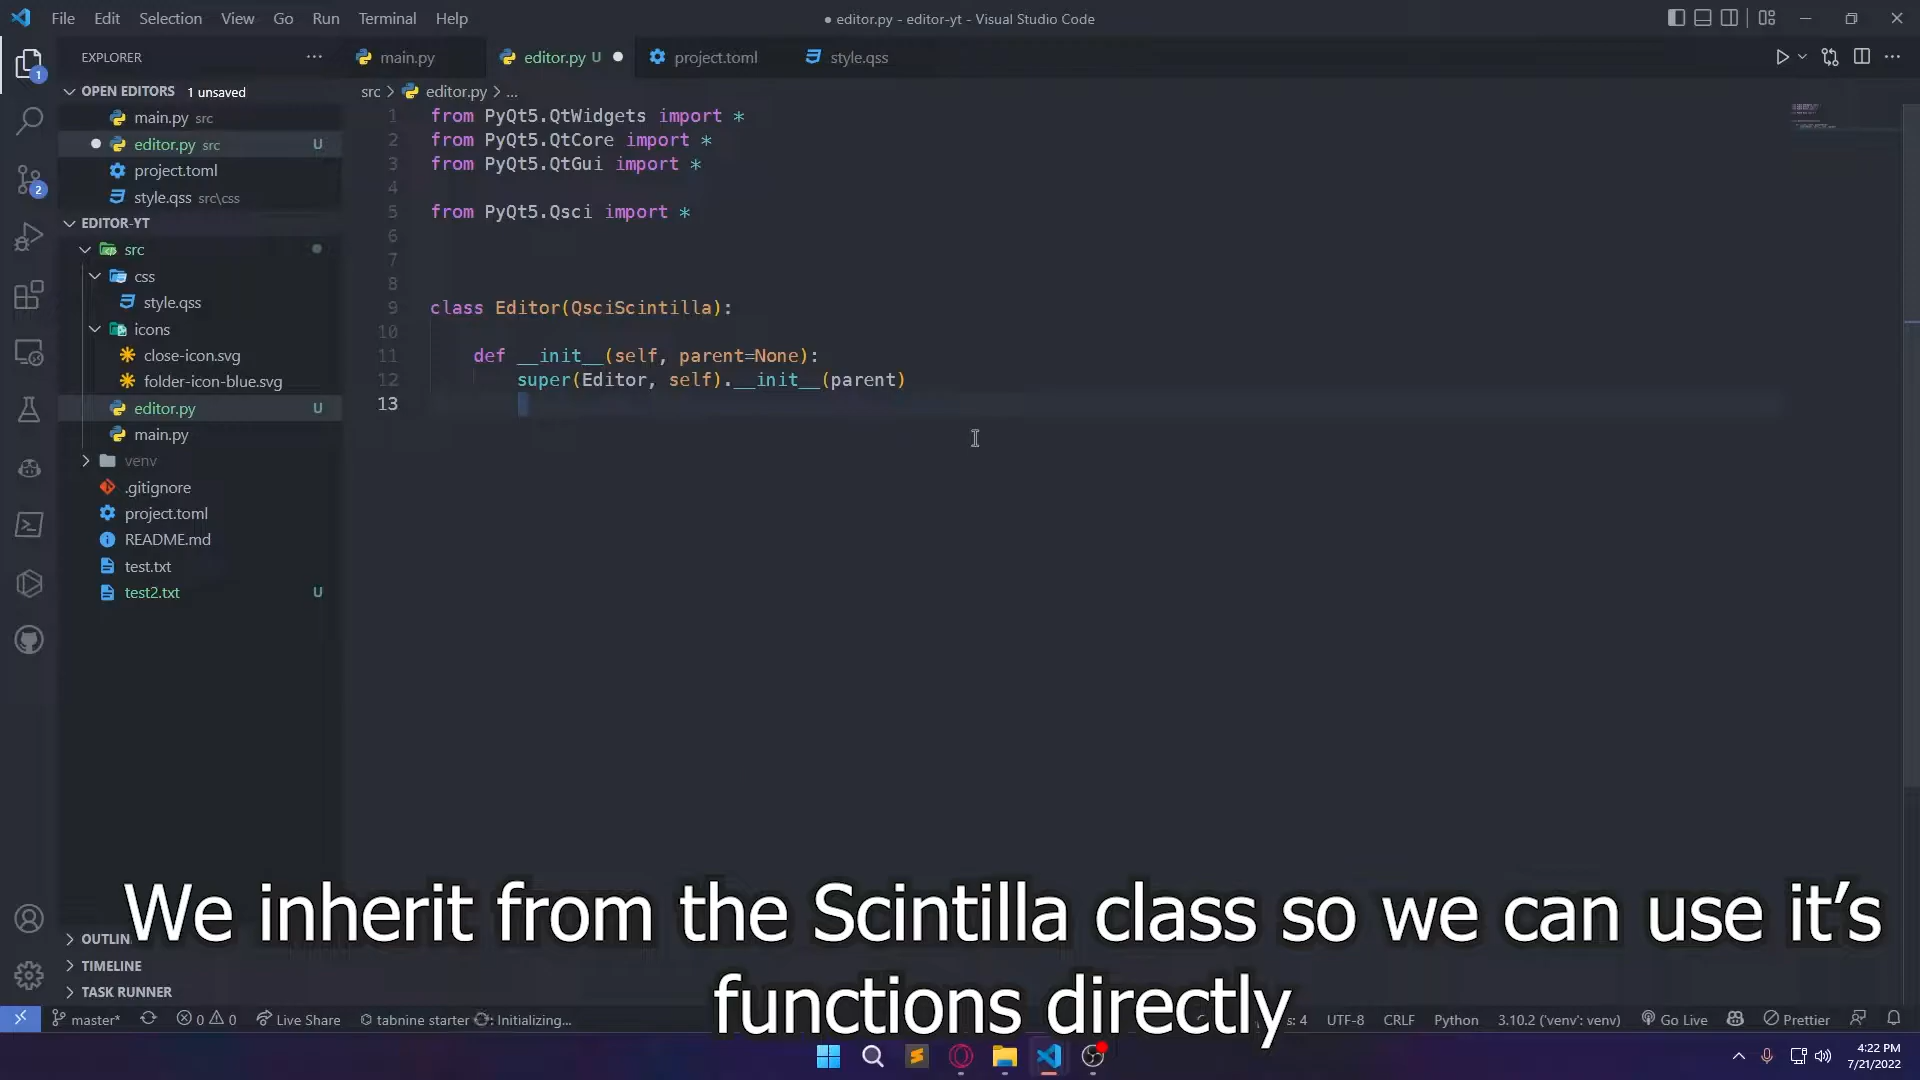 File Edit Selection View Go Run Terminal Help
● editor.py - editor-yt - Visual Studio Code
EXPLORER
main.py
editor.py U
project.toml
style.qss
OPEN EDITORS 1 unsaved
main.py src
editor.py src U
project.toml
style.qss src\css
EDITOR-YT
src
css
style.qss
icons
close-icon.svg
folder-icon-blue.svg
editor.py U
main.py
venv
.gitignore
project.toml
README.md
test.txt
test2.txt U
OUTLIN
TIMELINE
TASK RUNNER
1
2
src > editor.py > ...
1 from PyQt5.QtWidgets import *
2 from PyQt5.QtCore import *
3 from PyQt5.QtGui import *
4
5 from PyQt5.Qsci import *
6
7
8
9 class Editor(QsciScintilla):
10
11 def __init__(self, parent=None):
12 super(Editor, self).__init__(parent)
13
We inherit from the Scintilla class so we can use it’s
functions directly
master* 0 0 Live Share tabnine starter : Initializing... s: 4 UTF-8 CRLF Python 3.10.2 ('venv': venv) Go Live Prettier
4:22 PM
7/21/2022